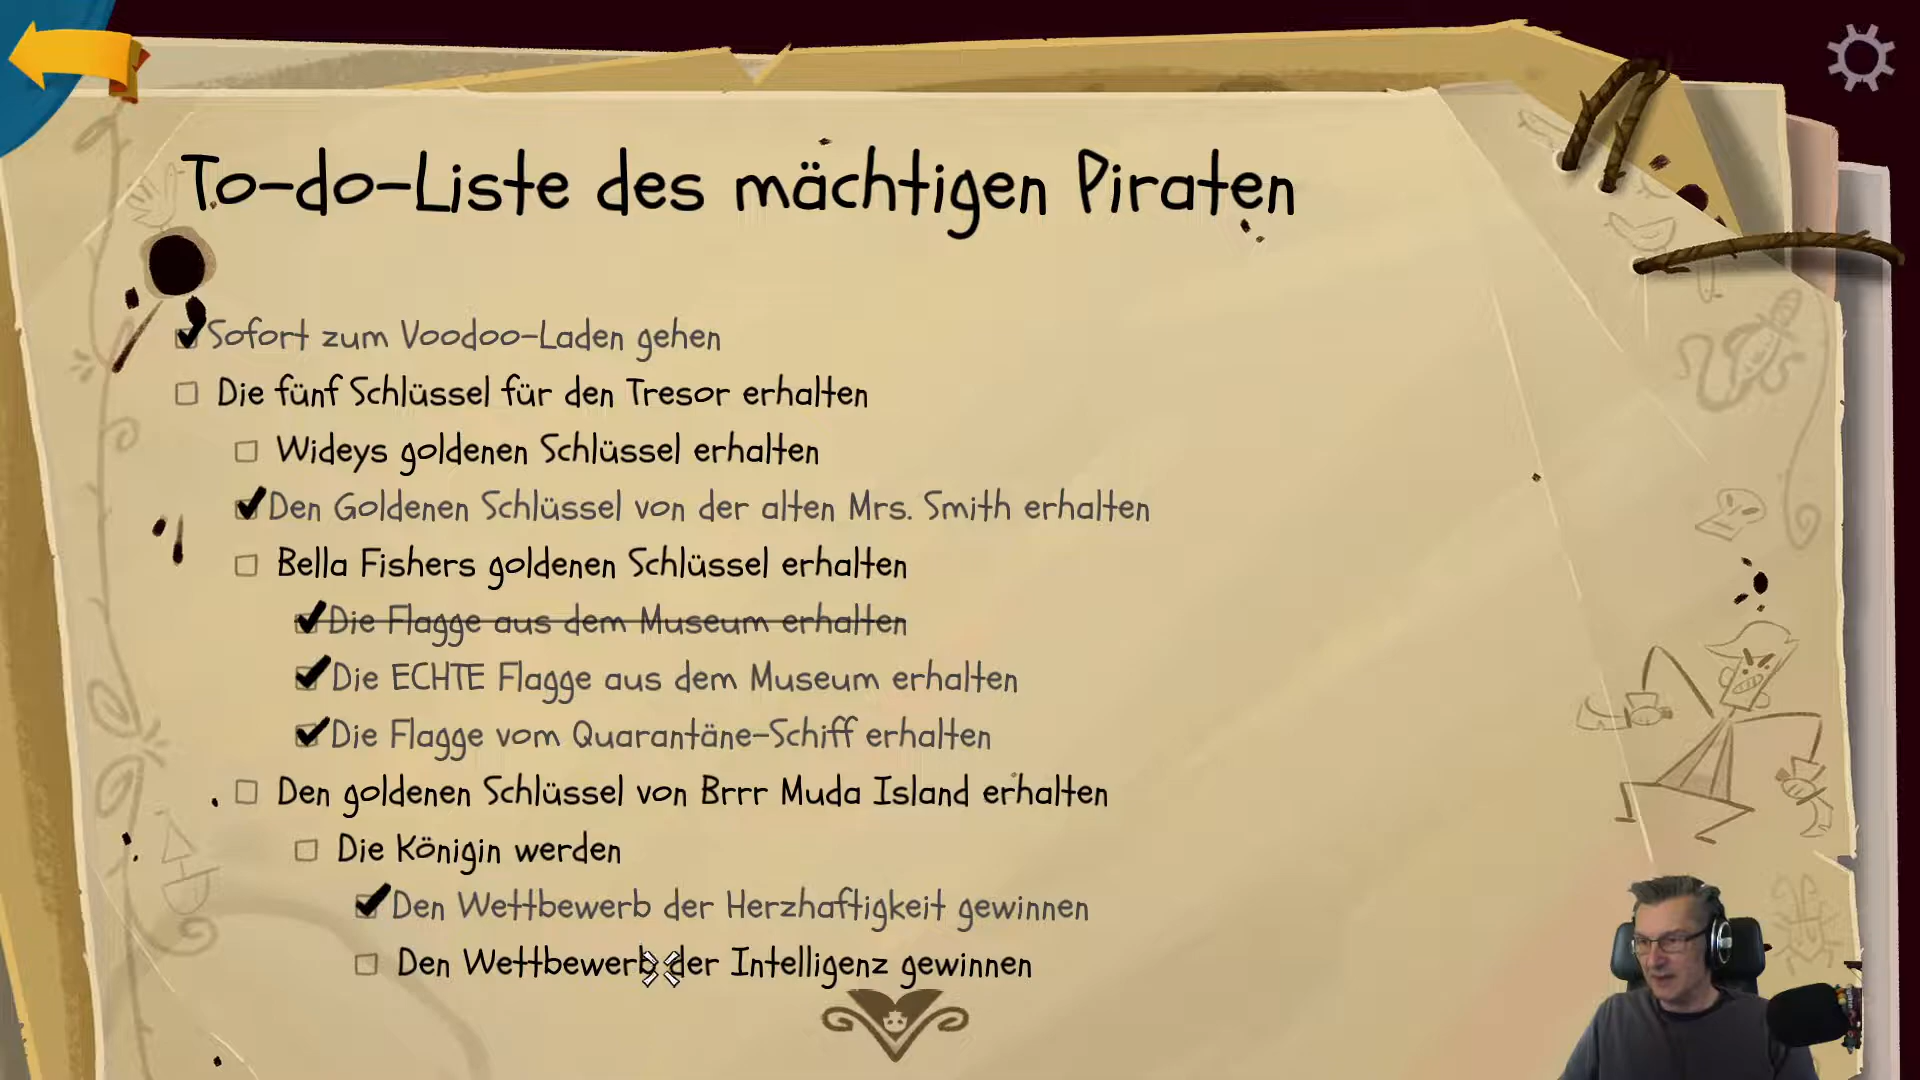 To-do-Liste des mächtigen Piraten
Sofort zum Voodoo-Laden gehen
Die fünf Schlüssel für den Tresor erhalten
Wideys goldenen Schlüssel erhalten
Den Goldenen Schlüssel von der alten Mrs. Smith erhalten
Bella Fishers goldenen Schlüssel erhalten
Die Flagge aus dem Museum erhalten
Die ECHTE Flagge aus dem Museum erhalten
Die Flagge vom Quarantäne-Schiff erhalten
Den goldenen Schlüssel von Brrr Muda Island erhalten
Die Königin werden
Den Wettbewerb der Herzhaftigkeit gewinnen
Den Wettbewerb der Intelligenz gewinnen